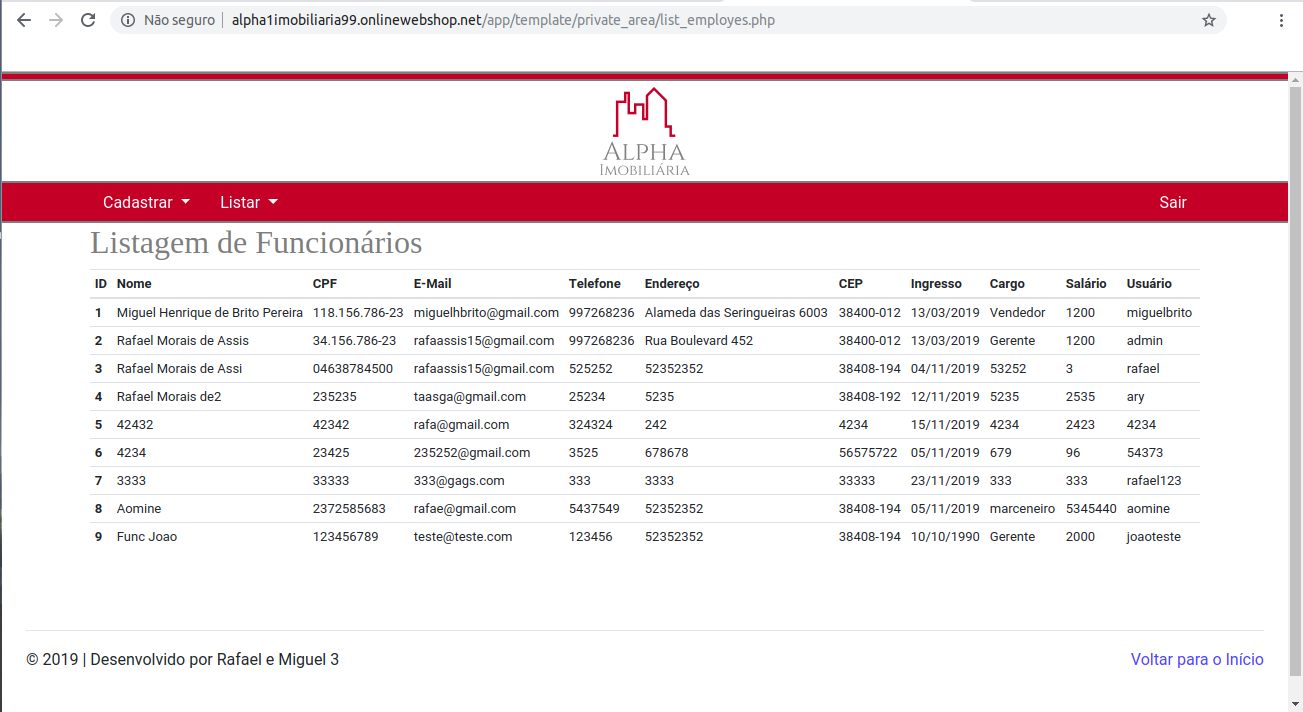 Não seguro | alpha1imobiliaria99.onlinewebshop.net/app/template/private_area/list_employes.php
ALPHA
IMOBILIÁRIA
Cadastrar Listar Sair
Listagem de Funcionários
ID Nome CPF E-Mail Telefone Endereço CEP Ingresso Cargo Salário Usuário
1 Miguel Henrique de Brito Pereira 118.156.786-23 miguelhbrito@gmail.com 997268236 Alameda das Seringueiras 6003 38400-012 13/03/2019 Vendedor 1200 miguelbrito
2 Rafael Morais de Assis 34.156.786-23 rafaassis15@gmail.com 997268236 Rua Boulevard 452 38400-012 13/03/2019 Gerente 1200 admin
3 Rafael Morais de Assi 04638784500 rafaassis15@gmail.com 525252 52352352 38408-194 04/11/2019 53252 3 rafael
4 Rafael Morais de2 235235 taasga@gmail.com 25234 5235 38408-192 12/11/2019 5235 2535 ary
5 42432 42342 rafa@gmail.com 324324 242 4234 15/11/2019 4234 2423 4234
6 4234 23425 235252@gmail.com 3525 678678 56575722 05/11/2019 679 96 54373
7 3333 33333 333@gags.com 333 3333 33333 23/11/2019 333 333 rafael123
8 Aomine 2372585683 rafae@gmail.com 5437549 52352352 38408-194 05/11/2019 marceneiro 5345440 aomine
9 Func Joao 123456789 teste@teste.com 123456 52352352 38408-194 10/10/1990 Gerente 2000 joaoteste
© 2019 | Desenvolvido por Rafael e Miguel 3 Voltar para o Início